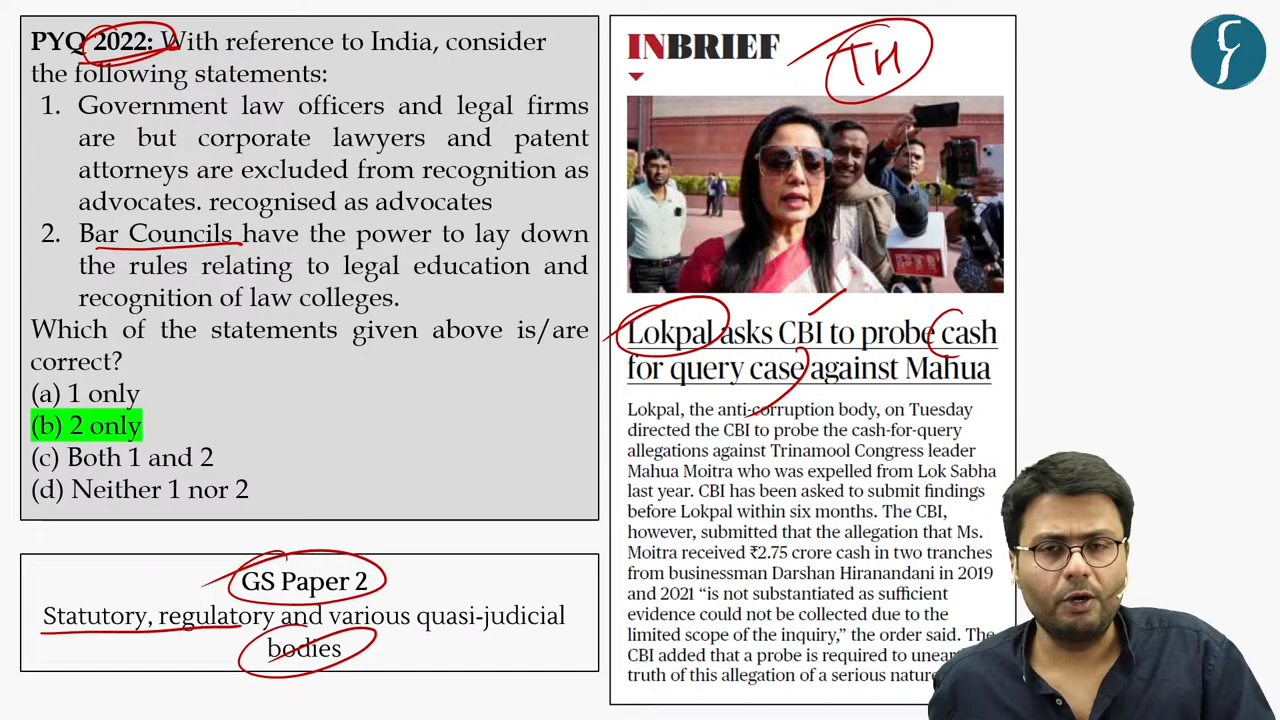 PYQ 2022: With reference to India, consider
the following statements:
1. Government law officers and legal firms
are but corporate lawyers and patent
attorneys are excluded from recognition as
advocates. recognised as advocates
2. Bar Councils have the power to lay down
the rules relating to legal education and
recognition of law colleges.
Which of the statements given above is/are
correct?
(a) 1 only
(b) 2 only
(c) Both 1 and 2
(d) Neither 1 nor 2
GS Paper 2
Statutory, regulatory and various quasi-judicial
bodies
INBRIEF
TH
Lokpal asks CBI to probe cash
for query case against Mahua
Lokpal, the anti-corruption body, on Tuesday
directed the CBI to probe the cash-for-query
allegations against Trinamool Congress leader
Mahua Moitra who was expelled from Lok Sabha
last year. CBI has been asked to submit findings
before Lokpal within six months. The CBI,
however, submitted that the allegation that Ms.
Moitra received ₹2.75 crore cash in two tranches
from businessman Darshan Hiranandani in 2019
and 2021 “is not substantiated as sufficient
evidence could not be collected due to the
limited scope of the inquiry,” the order said. The
CBI added that a probe is required to
truth of this allegation of a serious